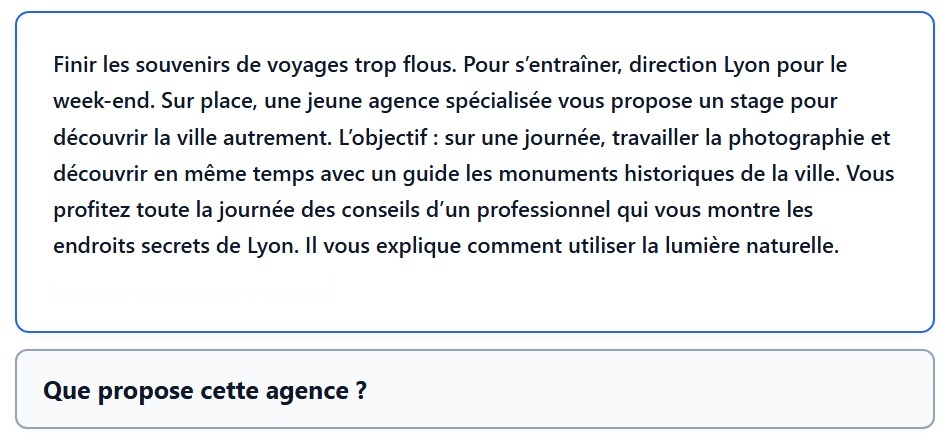 Finir les souvenirs de voyages trop flous. Pour s’entraîner, direction Lyon pour le
week-end. Sur place, une jeune agence spécialisée vous propose un stage pour
découvrir la ville autrement. L’objectif : sur une journée, travailler la photographie et
découvrir en même temps avec un guide les monuments historiques de la ville. Vous
profitez toute la journée des conseils d’un professionnel qui vous montre les
endroits secrets de Lyon. Il vous explique comment utiliser la lumière naturelle.
Que propose cette agence ?